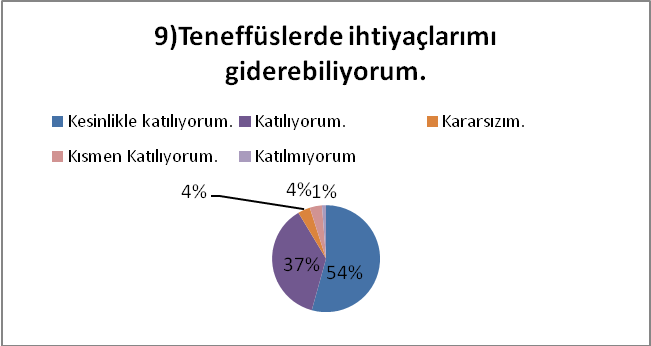 9)Teneffüslerde ihtiyaçlarımı
giderebiliyorum.
Kesinlikle katılıyorum. Katılıyorum. Kararsızım.
Kısmen Katılıyorum. Katılmıyorum
4% 4% 1%
37% 54%